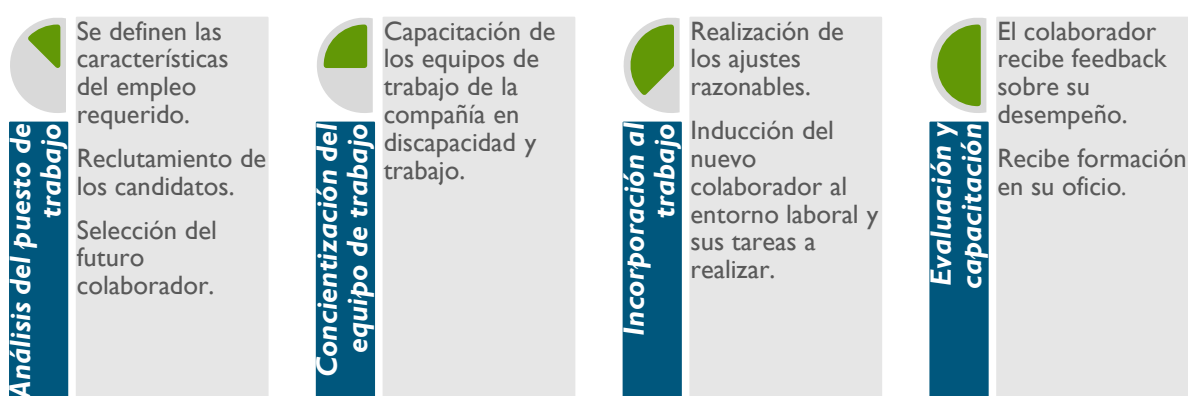 Análisis del puesto de
trabajo
Se definen las
características
del empleo
requerido.
Reclutamiento de
los candidatos.
Selección del
futuro
colaborador.
Concientización del
equipo de trabajo
Capacitación de
los equipos de
trabajo de la
compañía en
discapacidad y
trabajo.
Incorporación al
trabajo
Realización de
los ajustes
razonables.
Inducción del
nuevo
colaborador al
entorno laboral y
sus tareas a
realizar.
Evaluación y
capacitación
El colaborador
recibe feedback
sobre su
desempeño.
Recibe formación
en su oficio.